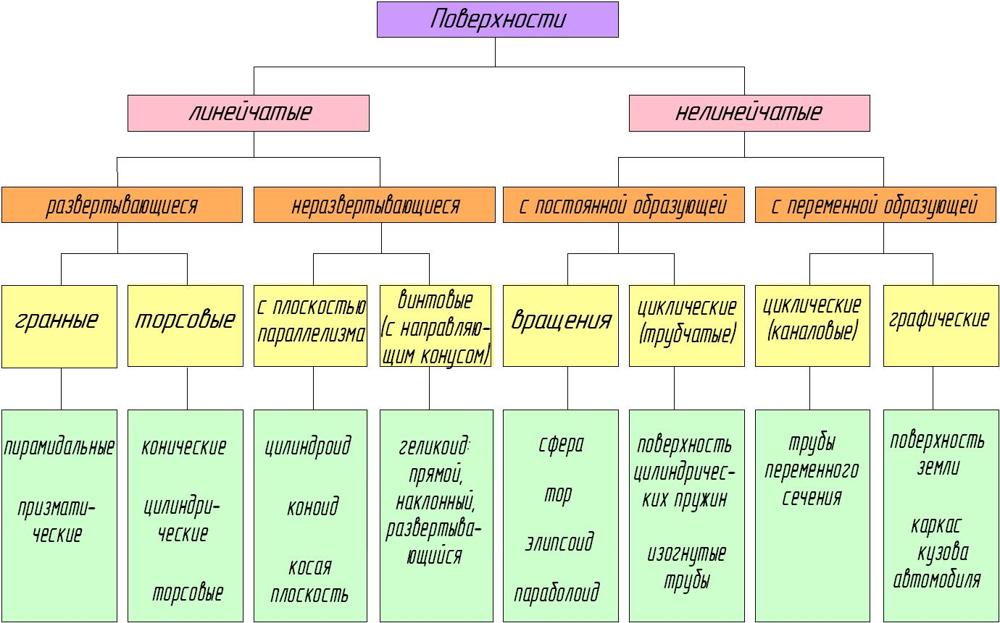 Поверхности
линейчатые
нелинейчатые
развертывающиеся
неразвертывающиеся
с постоянной образующей
с переменной образующей
гранные
торсовые
с плоскостью
параллелизма
винтовые
(с направляю-
щим конусом)
вращения
циклические
(трубчатые)
циклические
(каналовые)
графические
пирамидальные
призмати-
ческие
конические
цилиндри-
ческие
торсовые
цилиндроид
коноид
косая
плоскость
геликоид:
прямой,
наклонный,
развертыва-
ющийся
сфера
тор
элипсоид
параболоид
поверхность
цилиндричес-
ких пружин
изогнутые
трубы
трубы
переменного
сечения
поверхность
земли
каркас
кузова
автомобиля